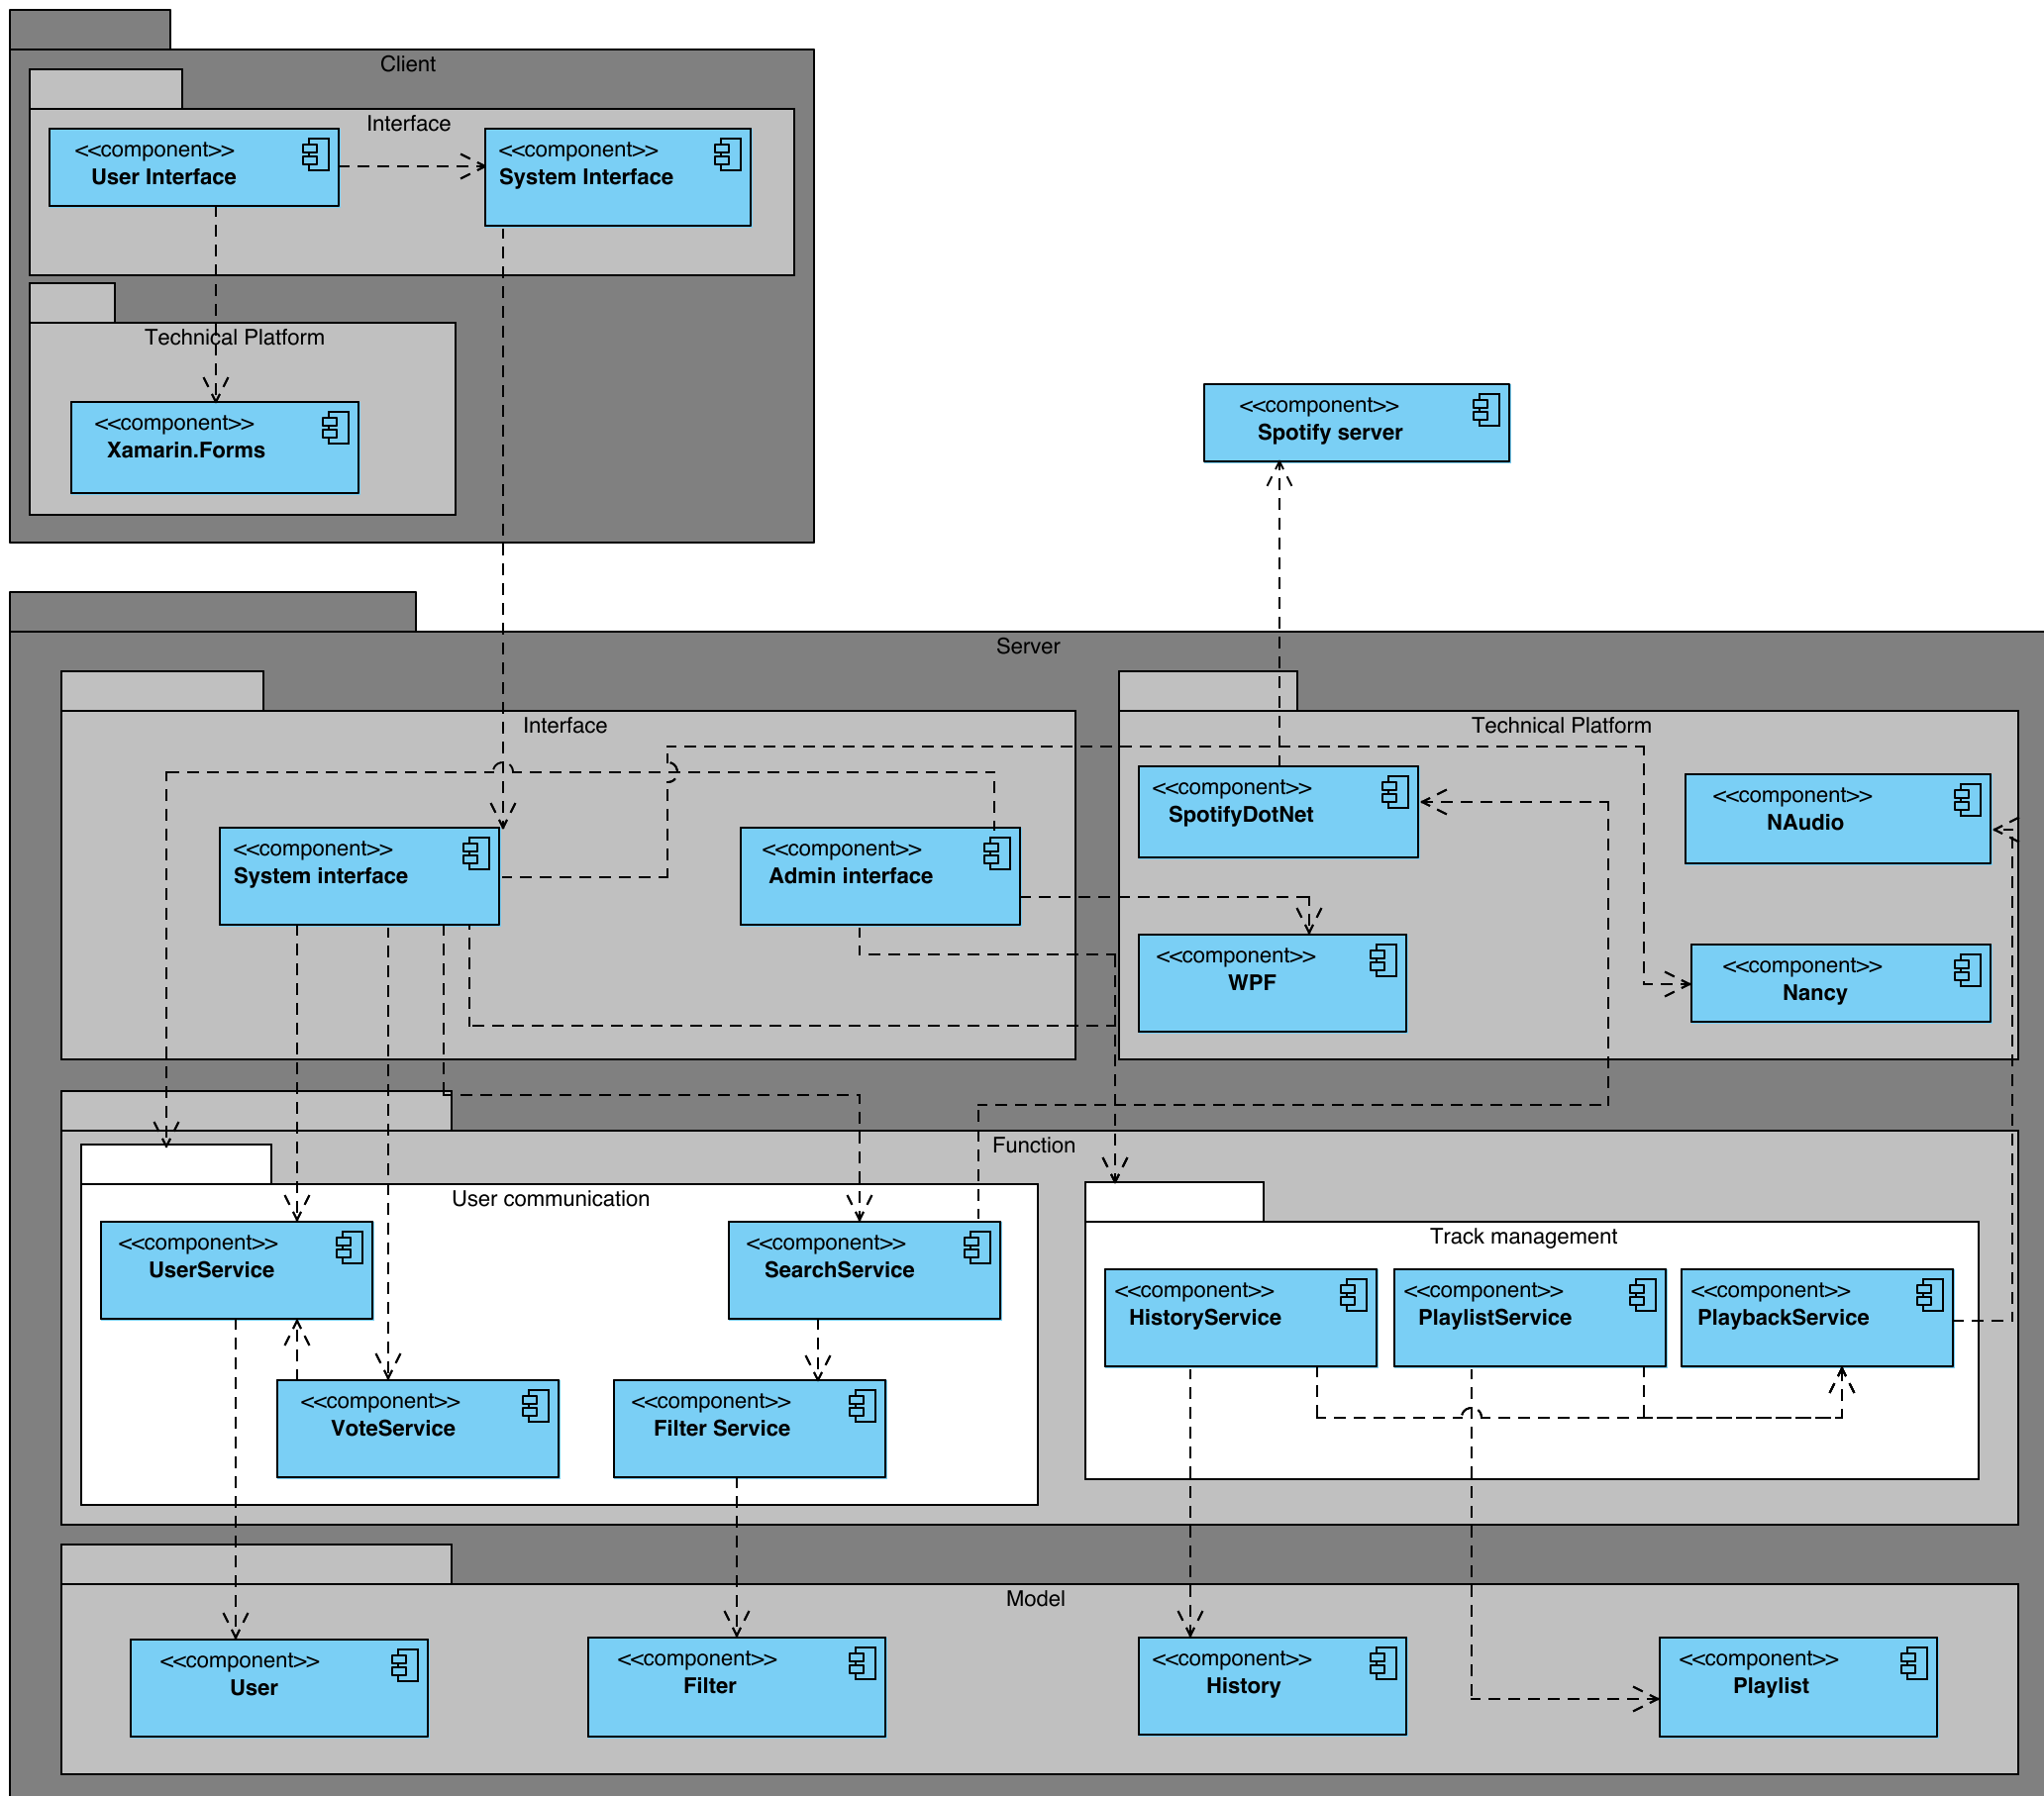 Client
Interface
<<component>>
User Interface
<<component>>
System Interface
Technical Platform
<<component>>
Xamarin.Forms
<<component>>
Spotify server
Server
Interface
<<component>>
System interface
<<component>>
Admin interface
Technical Platform
<<component>>
SpotifyDotNet
<<component>>
NAudio
<<component>>
WPF
<<component>>
Nancy
Function
User communication
<<component>>
UserService
<<component>>
SearchService
<<component>>
VoteService
<<component>>
Filter Service
Track management
<<component>>
HistoryService
<<component>>
PlaylistService
<<component>>
PlaybackService
Model
<<component>>
User
<<component>>
Filter
<<component>>
History
<<component>>
Playlist